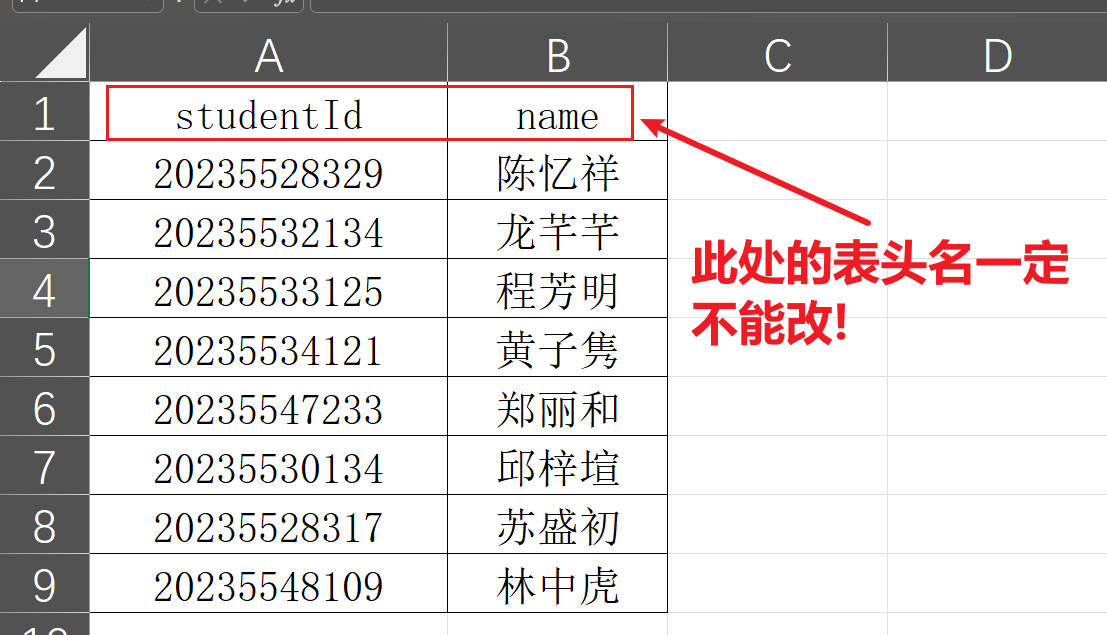 A B C D
1 studentId name
2 20235528329 陈忆祥
3 20235532134 龙芊芊
4 20235533125 程芳明
5 20235534121 黄子隽
6 20235547233 郑丽和
7 20235530134 邱梓塇
8 20235528317 苏盛初
9 20235548109 林中虎
此处的表头名一定
不能改!